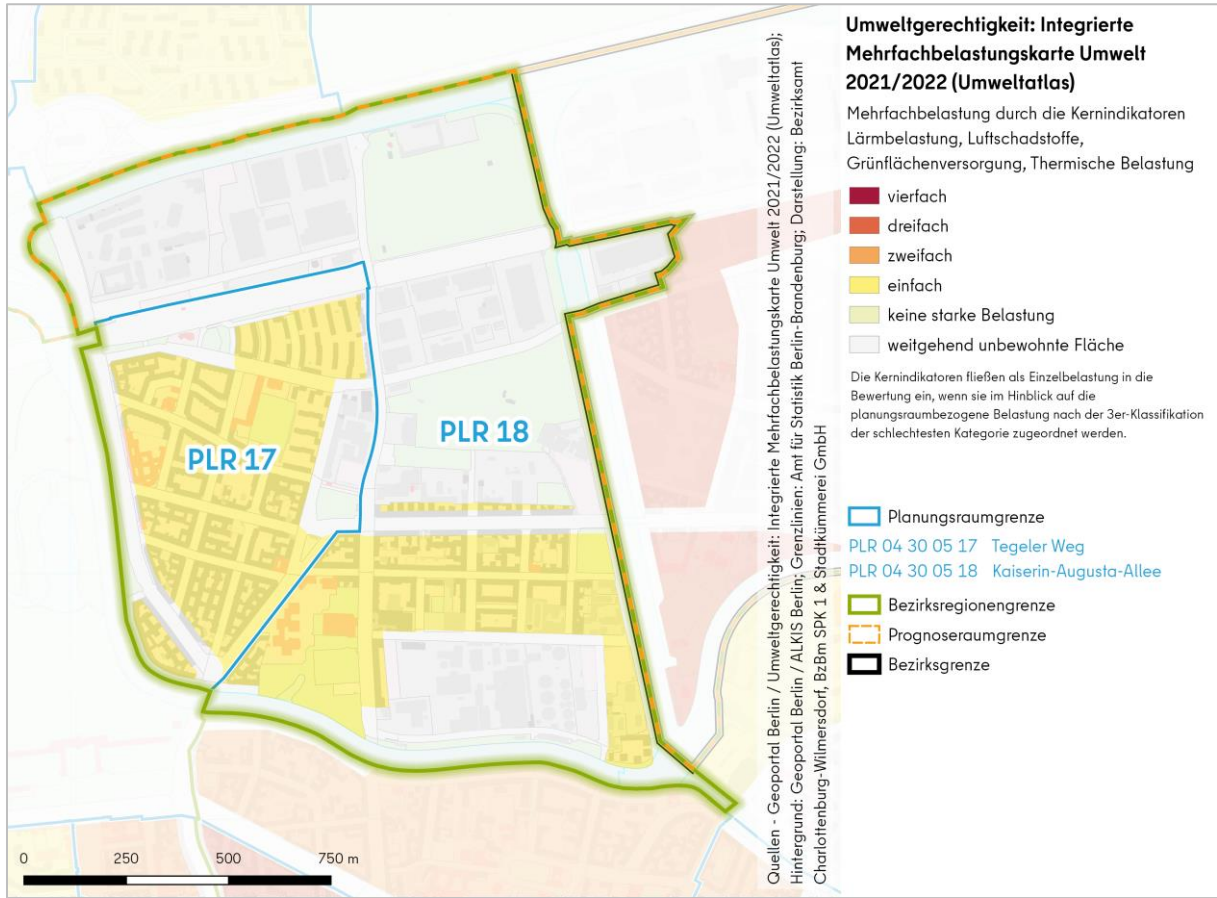 Umweltgerechtigkeit: Integrierte
Mehrfachbelastungskarte Umwelt
2021/2022 (Umweltatlas)
Mehrfachbelastung durch die Kernindikatoren
Lärmbelastung, Luftschadstoffe,
Grünflächenversorgung, Thermische Belastung
vierfach
dreifach
zweifach
einfach
keine starke Belastung
weitgehend unbewohnte Fläche
Die Kernindikatoren fließen als Einzelbelastung in die
Bewertung ein, wenn sie im Hinblick auf die
planungsraumbezogene Belastung nach der 3er-Klassifikation
der schlechtesten Kategorie zugeordnet werden.
Planungsraumgrenze
PLR 04 30 05 17 Tegeler Weg
PLR 04 30 05 18 Kaiserin-Augusta-Allee
Bezirksregionengrenze
Prognoseraumgrenze
Bezirksgrenze
PLR 17
PLR 18
0 250 500 750 m
Quellen - Geoportal Berlin / Umweltgerechtigkeit: Integrierte Mehrfachbelastungskarte Umwelt 2021/2022 (Umweltatlas);
Hintergrund: Geoportal Berlin / ALKIS Berlin; Grenzlinien: Amt für Statistik Berlin-Brandenburg; Darstellung: Bezirksamt
Charlottenburg-Wilmersdorf, BzBm SPK 1 & Stadtkümmerei GmbH